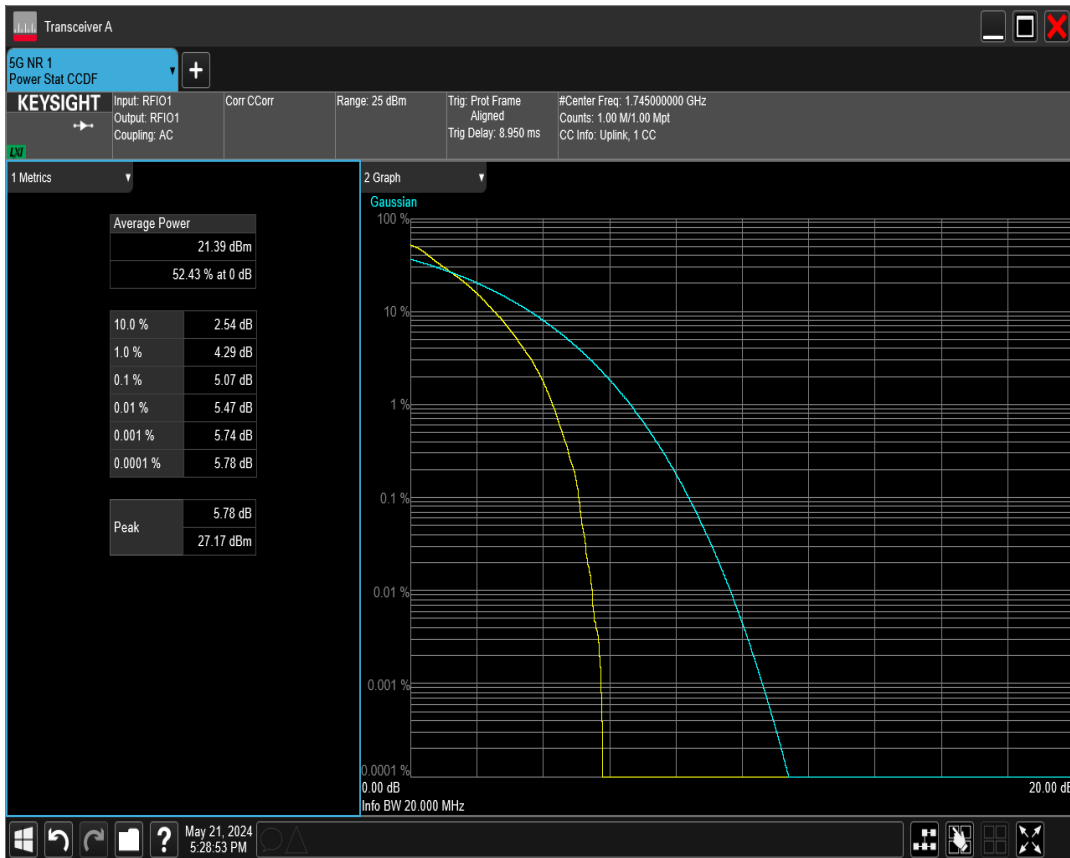 Transceiver A
5G NR 1
Power Stat CCDF
KEYSIGHT
LXI
Input: RFIO1
Output: RFIO1
Coupling: AC
Corr CCorr
Range: 25 dBm
Trig: Prot Frame
Aligned
Trig Delay: 8.950 ms
#Center Freq: 1.745000000 GHz
Counts: 1.00 M/1.00 Mpt
CC Info: Uplink, 1 CC
1 Metrics
Average Power
21.39 dBm
52.43 % at 0 dB
10.0 % 2.54 dB
1.0 % 4.29 dB
0.1 % 5.07 dB
0.01 % 5.47 dB
0.001 % 5.74 dB
0.0001 % 5.78 dB
Peak
5.78 dB
27.17 dBm
2 Graph
Gaussian
100 %
10 %
1 %
0.1 %
0.01 %
0.001 %
0.0001 %
0.00 dB 20.00 dB
Info BW 20.000 MHz
? May 21, 2024
5:28:53 PM